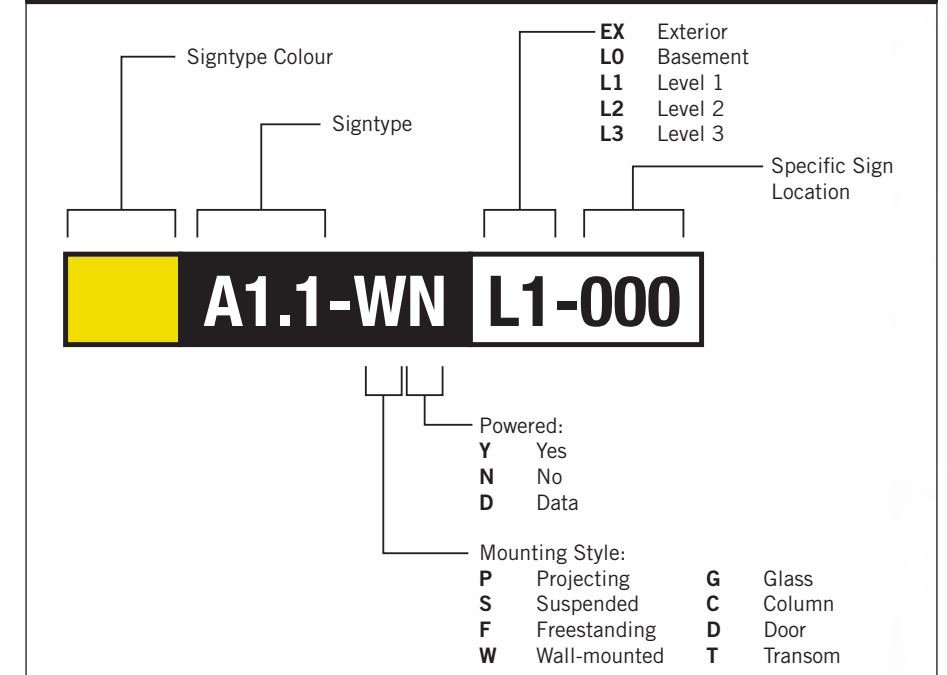 EX Exterior
Signtype Colour
L0 Basement
L1 Level 1
L2 Level 2
Signtype
L3 Level 3
Specific Sign
Location
A1.1-WN L1-000
Powered:
Y Yes
N No
D Data
Mounting Style:
P Projecting G Glass
S Suspended C Column
F Freestanding D Door
W Wall-mounted T Transom